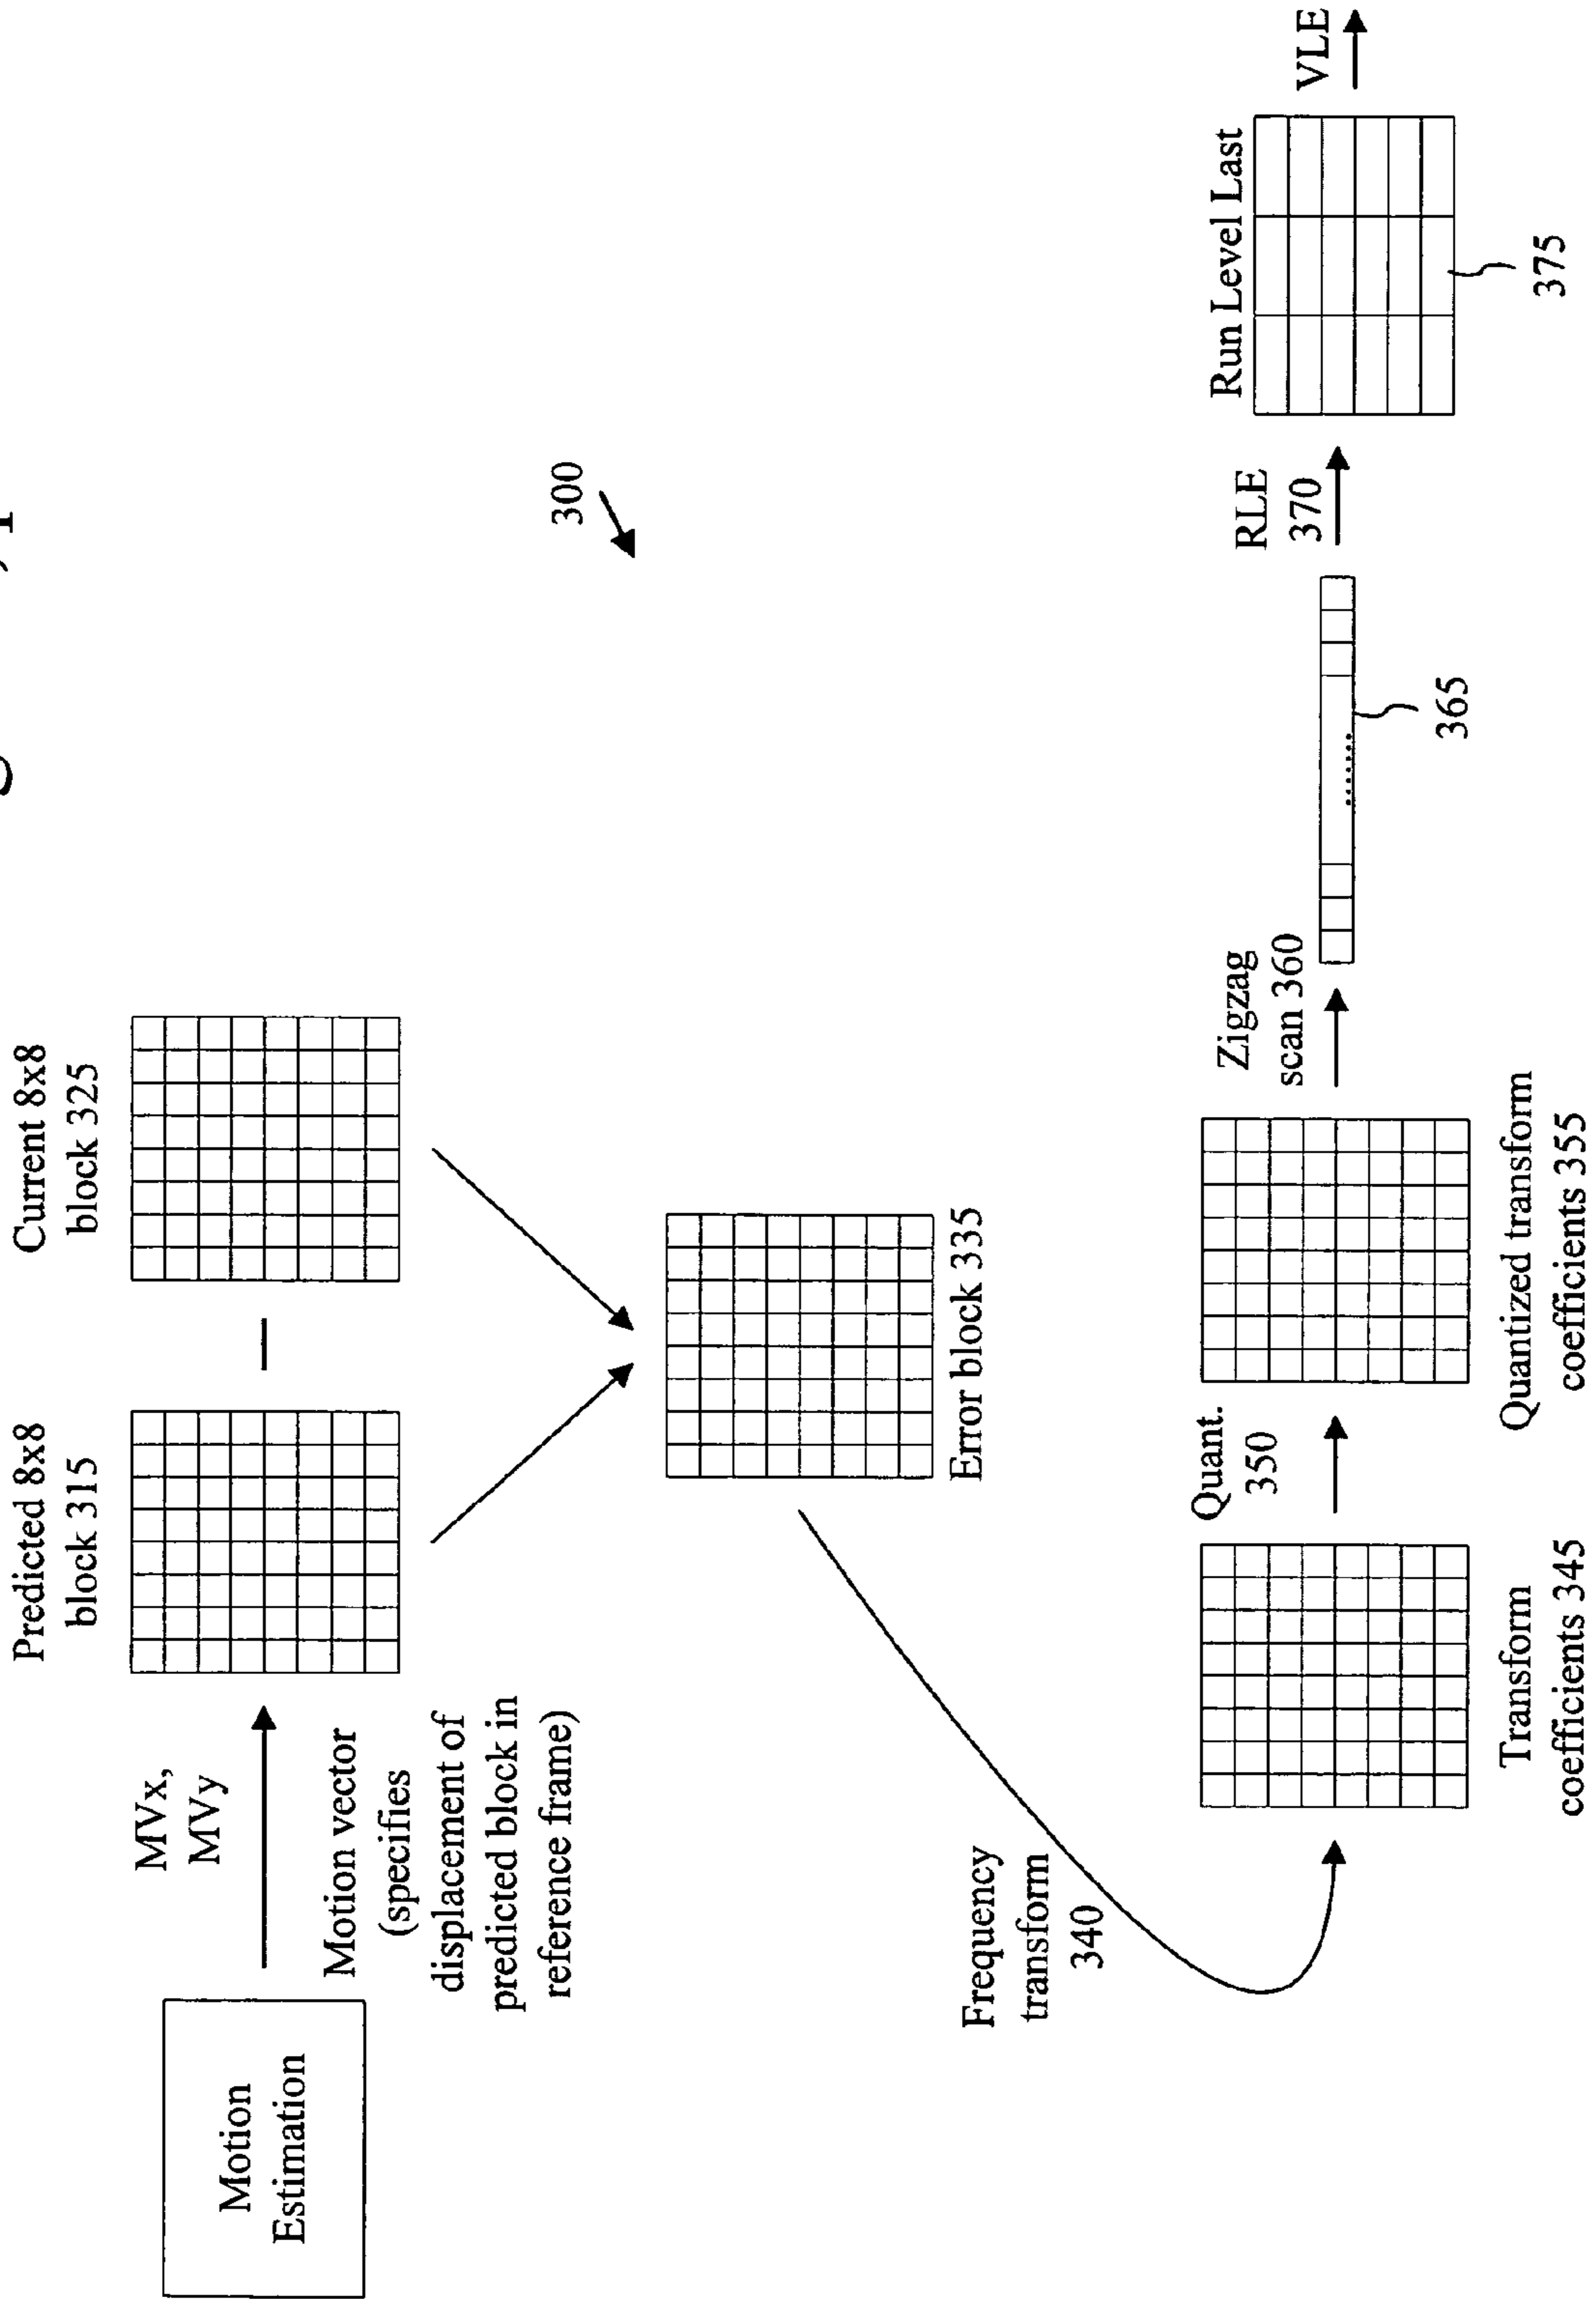 Motion
Estimation
MVx,
MVy
Motion vector
(specifies
displacement of
predicted block in
reference frame)
Predicted 8x8
block 315
Current 8x8
block 325
300
Error block 335
Frequency
transform
340
Transform
coefficients 345
Quant.
350
Quantized transform
coefficients 355
Zigzag
scan 360
365
RLE
370
Run Level Last
375
VLE